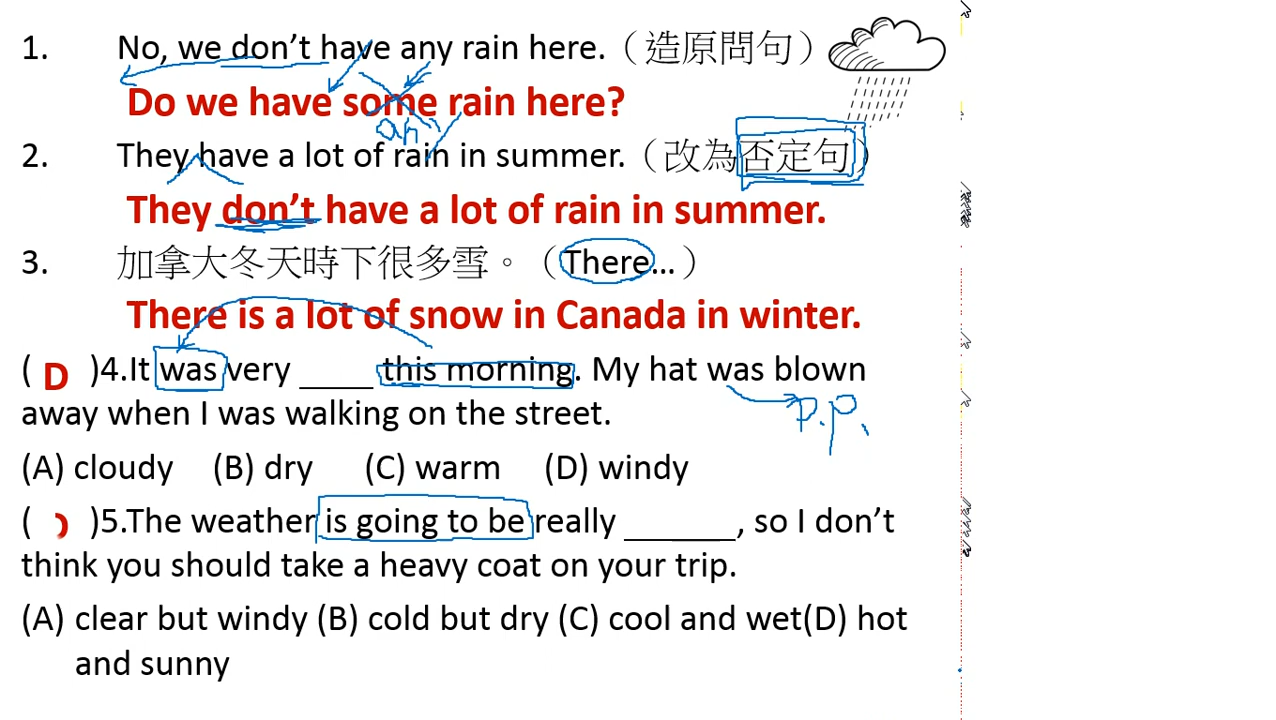 1. No, we don't have any rain here.（造原問句）
Do we have some rain here?
an
2. They have a lot of rain in summer.（改為否定句）
They don't have a lot of rain in summer.
3. 加拿大冬天時下很多雪。（There…）
There is a lot of snow in Canada in winter.
( D )4.It was very ____ this morning. My hat was blown
away when I was walking on the street.
p.p.
(A) cloudy (B) dry (C) warm (D) windy
( )5.The weather is going to be really ______, so I don't
think you should take a heavy coat on your trip.
(A) clear but windy (B) cold but dry (C) cool and wet(D) hot
and sunny